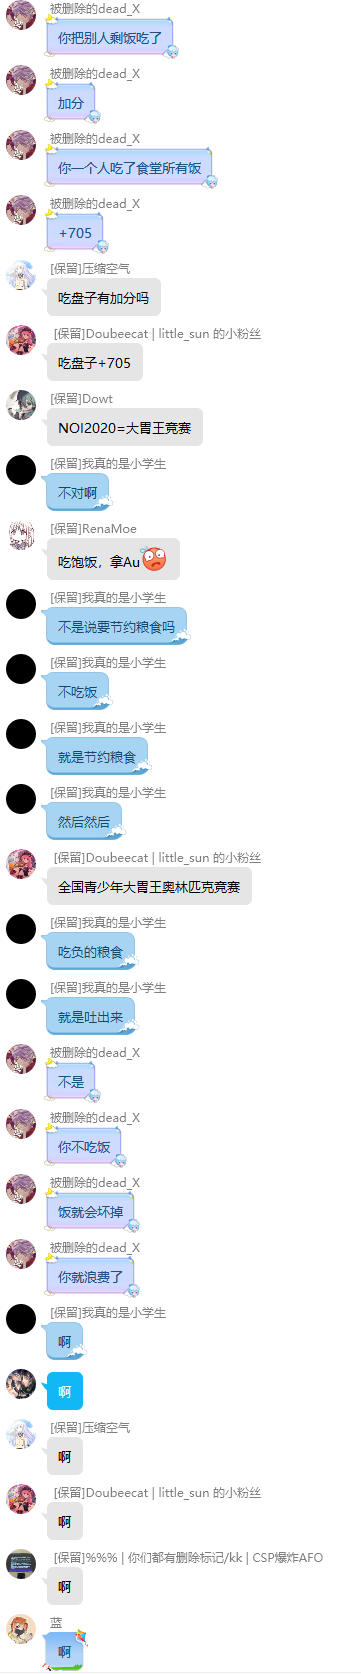 被删除的dead_X
你把别人剩饭吃了
被删除的dead_X
加分
被删除的dead_X
你一个人吃了食堂所有饭
被删除的dead_X
+705
[保留]压缩空气
吃盘子有加分吗
[保留]Doubeecat | little_sun 的小粉丝
吃盘子+705
[保留]Dowt
NOI2020=大胃王竞赛
[保留]我真的是小学生
不对啊
[保留]RenaMoe
吃饱饭，拿Au
[保留]我真的是小学生
不是说要节约粮食吗
[保留]我真的是小学生
不吃饭
[保留]我真的是小学生
就是节约粮食
[保留]我真的是小学生
然后然后
[保留]Doubeecat | little_sun 的小粉丝
全国青少年大胃王奥林匹克竞赛
[保留]我真的是小学生
吃负的粮食
[保留]我真的是小学生
就是吐出来
被删除的dead_X
不是
被删除的dead_X
你不吃饭
被删除的dead_X
饭就会坏掉
被删除的dead_X
你就浪费了
[保留]我真的是小学生
啊
啊
[保留]压缩空气
啊
[保留]Doubeecat | little_sun 的小粉丝
啊
[保留]%%% | 你们都有删除标记/kk | CSP爆炸AFO
啊
蓝
啊